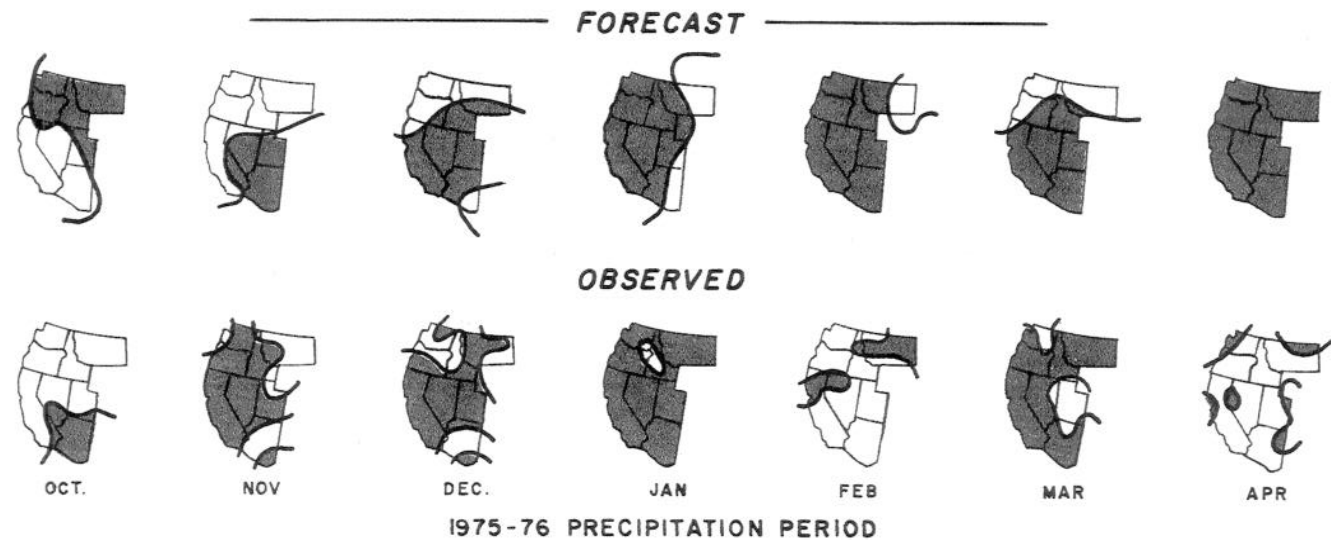 FORECAST
OBSERVED
OCT. NOV DEC. JAN FEB MAR APR
1975-76 PRECIPITATION PERIOD